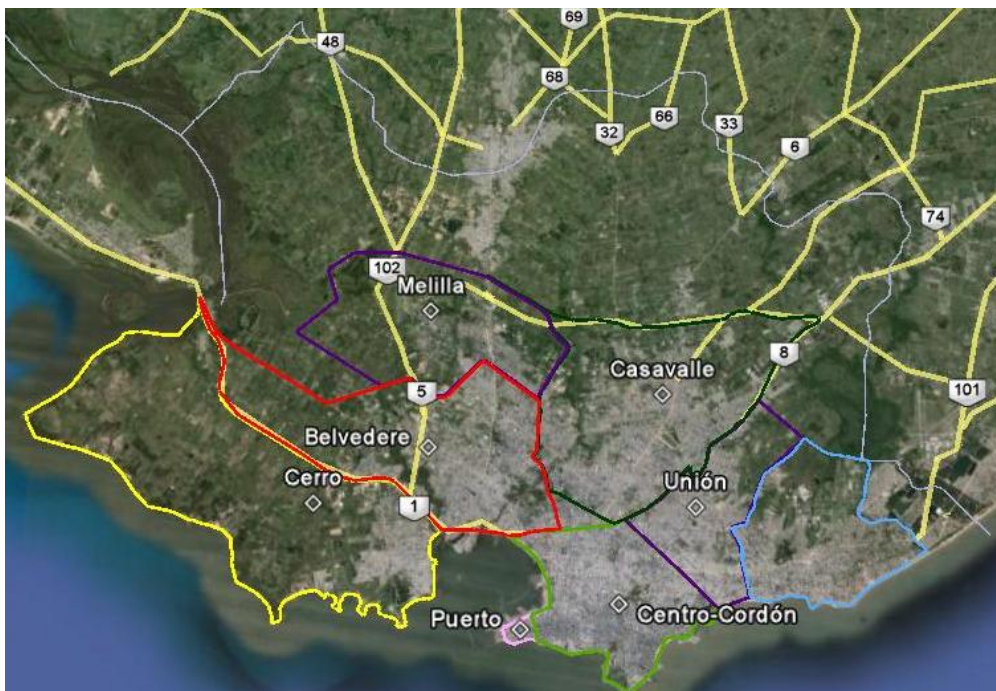 69
48
68
66
32
33
6
74
102
Melilla
8
Casavalle
5
101
Belvedere
Cerro
Unión
1
Centro-Cordón
Puerto